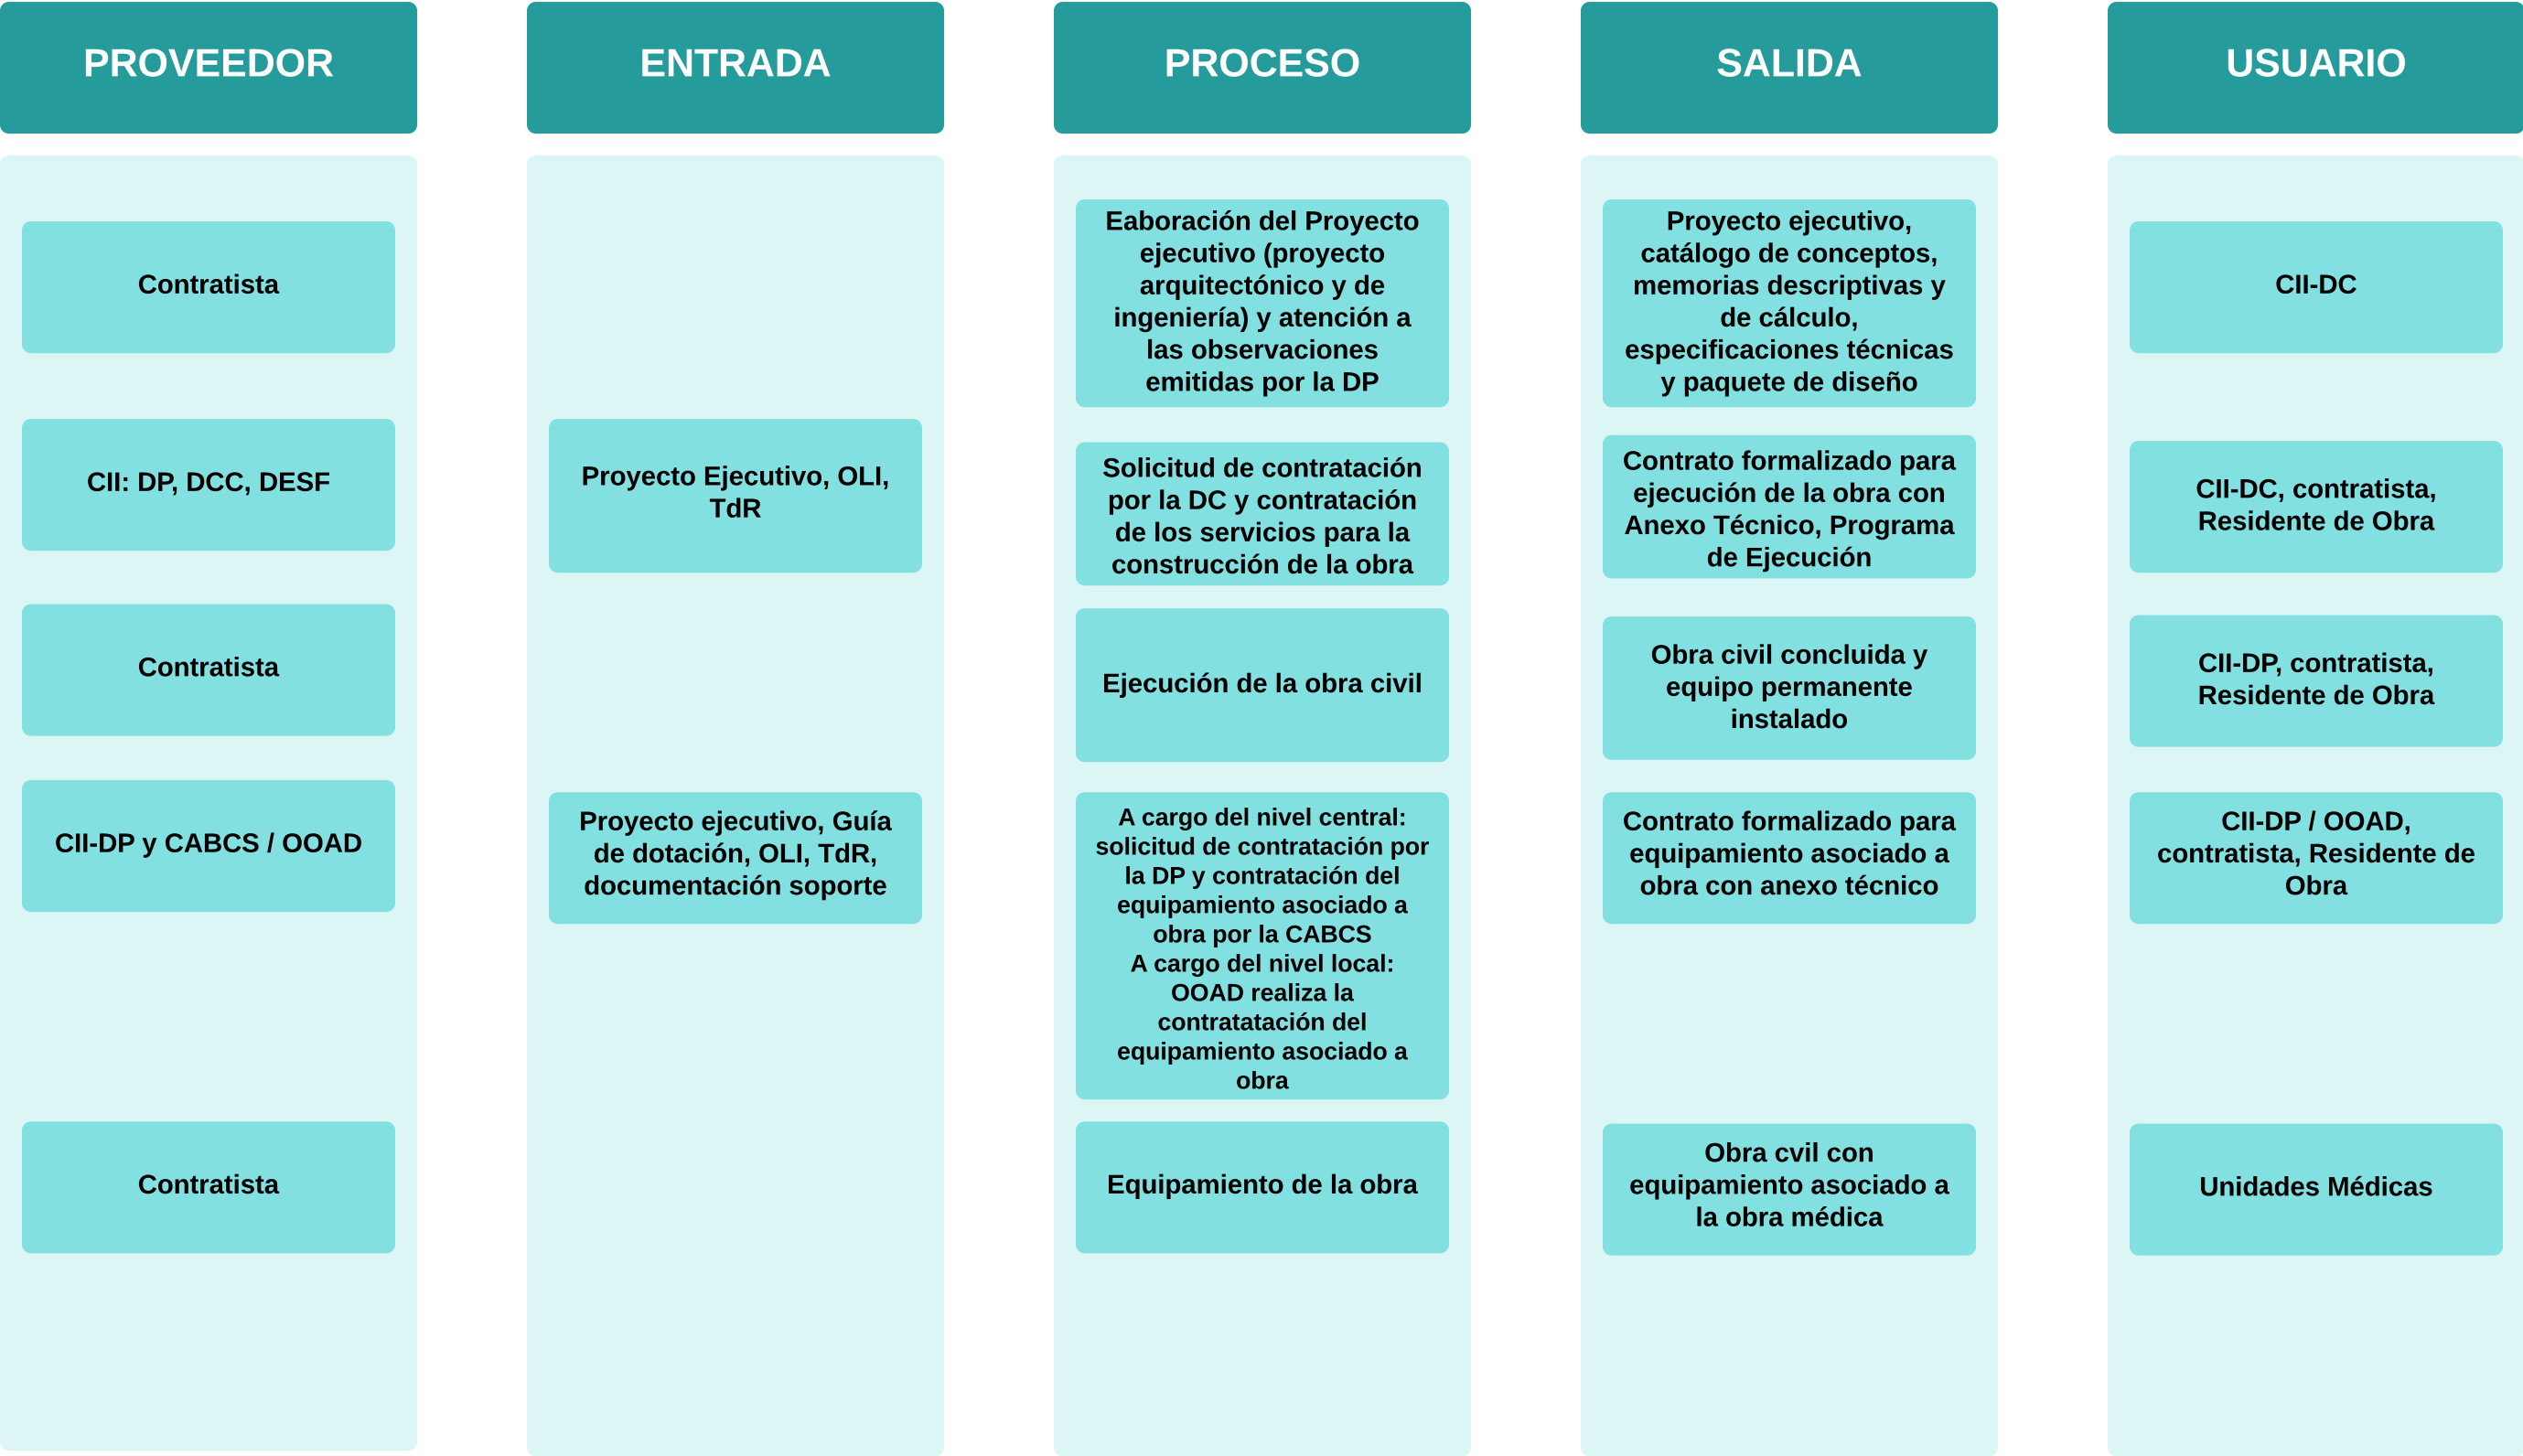 PROVEEDOR
ENTRADA
PROCESO
SALIDA
USUARIO
Contratista
Eaboración del Proyecto
ejecutivo (proyecto
arquitectónico y de
ingeniería) y atención a
las observaciones
emitidas por la DP
Proyecto ejecutivo,
catálogo de conceptos,
memorias descriptivas y
de cálculo,
especificaciones técnicas
y paquete de diseño
CII-DC
CII: DP, DCC, DESF
Proyecto Ejecutivo, OLI,
TdR
Solicitud de contratación
por la DC y contratación
de los servicios para la
construcción de la obra
Contrato formalizado para
ejecución de la obra con
Anexo Técnico, Programa
de Ejecución
CII-DC, contratista,
Residente de Obra
Contratista
Ejecución de la obra civil
Obra civil concluida y
equipo permanente
instalado
CII-DP, contratista,
Residente de Obra
CII-DP y CABCS / OOAD
Proyecto ejecutivo, Guía
de dotación, OLI, TdR,
documentación soporte
A cargo del nivel central:
solicitud de contratación por
la DP y contratación del
equipamiento asociado a
obra por la CABCS
A cargo del nivel local:
OOAD realiza la
contratatación del
equipamiento asociado a
obra
Contrato formalizado para
equipamiento asociado a
obra con anexo técnico
CII-DP / OOAD,
contratista, Residente de
Obra
Contratista
Equipamiento de la obra
Obra cvil con
equipamiento asociado a
la obra médica
Unidades Médicas